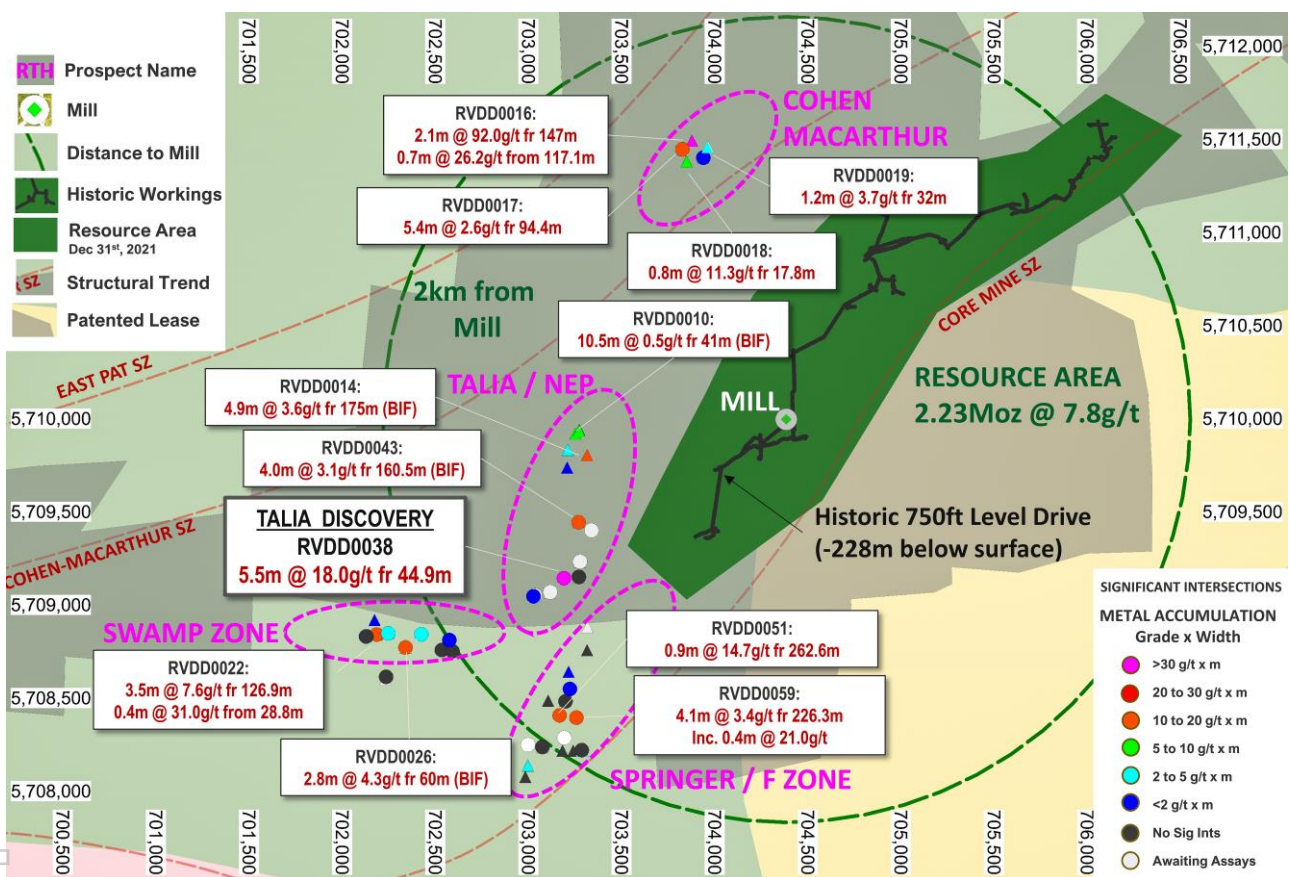 701,500
702,000
702,500
703,000
703,500
704,000
704,500
705,000
705,500
706,000
706,500
RTH Prospect Name
Mill
Distance to Mill
Historic Workings
Resource Area
Dec 31st, 2021
SZ Structural Trend
Patented Lease
5,712,000
5,711,500
5,711,000
5,710,500
5,710,000
5,709,500
COHEN
MACARTHUR
RVDD0016:
2.1m @ 92.0g/t fr 147m
0.7m @ 26.2g/t from 117.1m
RVDD0017:
5.4m @ 2.6g/t fr 94.4m
RVDD0019:
1.2m @ 3.7g/t fr 32m
RVDD0018:
0.8m @ 11.3g/t fr 17.8m
2km from
Mill
RVDD0010:
10.5m @ 0.5g/t fr 41m (BIF)
CORE MINE SZ
EAST PAT SZ
TALIA / NEP
RVDD0014:
4.9m @ 3.6g/t fr 175m (BIF)
RVDD0043:
4.0m @ 3.1g/t fr 160.5m (BIF)
MILL
RESOURCE AREA
2.23Moz @ 7.8g/t
TALIA DISCOVERY
RVDD0038
5.5m @ 18.0g/t fr 44.9m
Historic 750ft Level Drive
(-228m below surface)
COHEN-MACARTHUR SZ
5,710,000
5,709,500
5,709,000
5,708,500
5,708,000
SWAMP ZONE
RVDD0022:
3.5m @ 7.6g/t fr 126.9m
0.4m @ 31.0g/t from 28.8m
RVDD0026:
2.8m @ 4.3g/t fr 60m (BIF)
RVDD0051:
0.9m @ 14.7g/t fr 262.6m
RVDD0059:
4.1m @ 3.4g/t fr 226.3m
Inc. 0.4m @ 21.0g/t
SPRINGER / F ZONE
SIGNIFICANT INTERSECTIONS
METAL ACCUMULATION
Grade x Width
>30 g/t x m
20 to 30 g/t x m
10 to 20 g/t x m
5 to 10 g/t x m
2 to 5 g/t x m
<2 g/t x m
No Sig Ints
Awaiting Assays
700,500
701,000
701,500
702,000
702,500
703,000
703,500
704,000
704,500
705,000
705,500
706,000